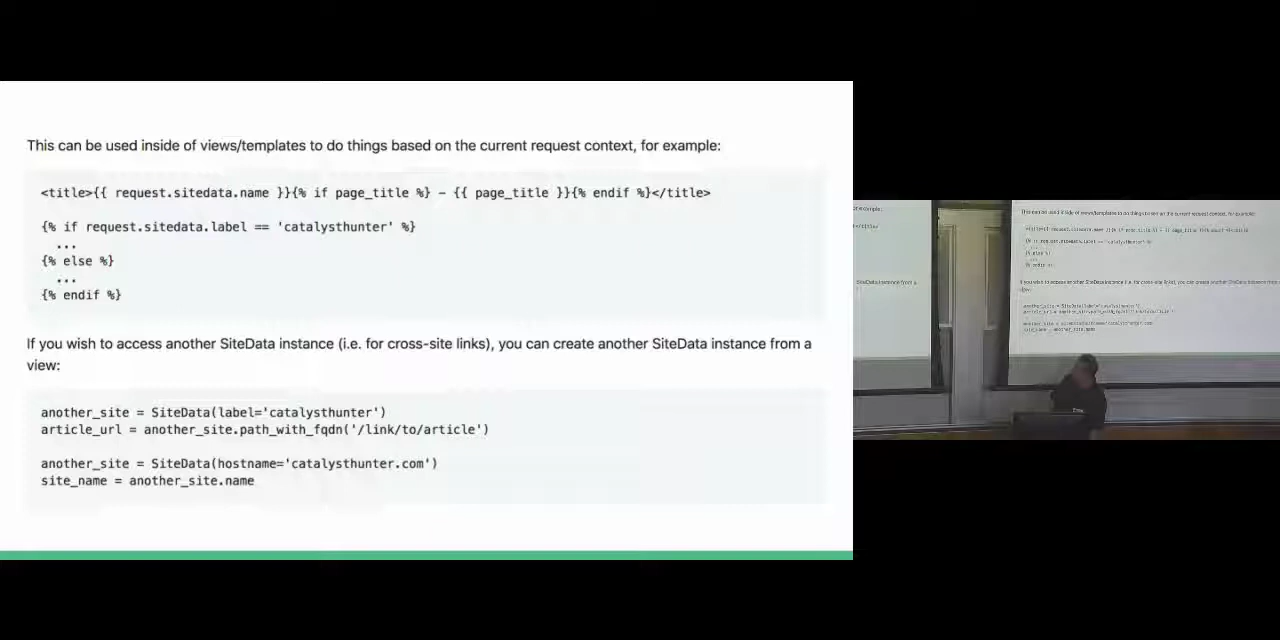 This can be used inside of views/templates to do things based on the current request context, for example:
<title>{{ request.sitedata.name }}{% if page_title %} - {{ page_title }}{% endif %}</title>
{% if request.sitedata.label == 'catalysthunter' %}
...
{% else %}
...
{% endif %}
If you wish to access another SiteData instance (i.e. for cross-site links), you can create another SiteData instance from a
view:
another_site = SiteData(label='catalysthunter')
article_url = another_site.path_with_fqdn('/link/to/article')
another_site = SiteData(hostname='catalysthunter.com')
site_name = another_site.name